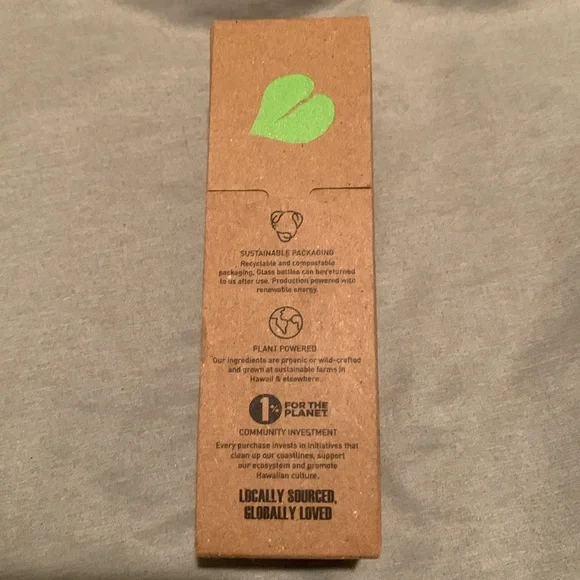 SUSTAINABLE PACKAGING
Recyclable and compostable
packaging. Glass bottles can be returned
to us after use. Production powered with
renewable energy.
PLANT POWERED
Our ingredients are organic or wild-crafted
and grown at sustainable farms in
Hawaii & elsewhere.
1% FOR THE
PLANET
COMMUNITY INVESTMENT
Every purchase invests in initiatives that
clean up our coastlines, support
our ecosystem and promote
Hawaiian culture.
LOCALLY SOURCED,
GLOBALLY LOVED